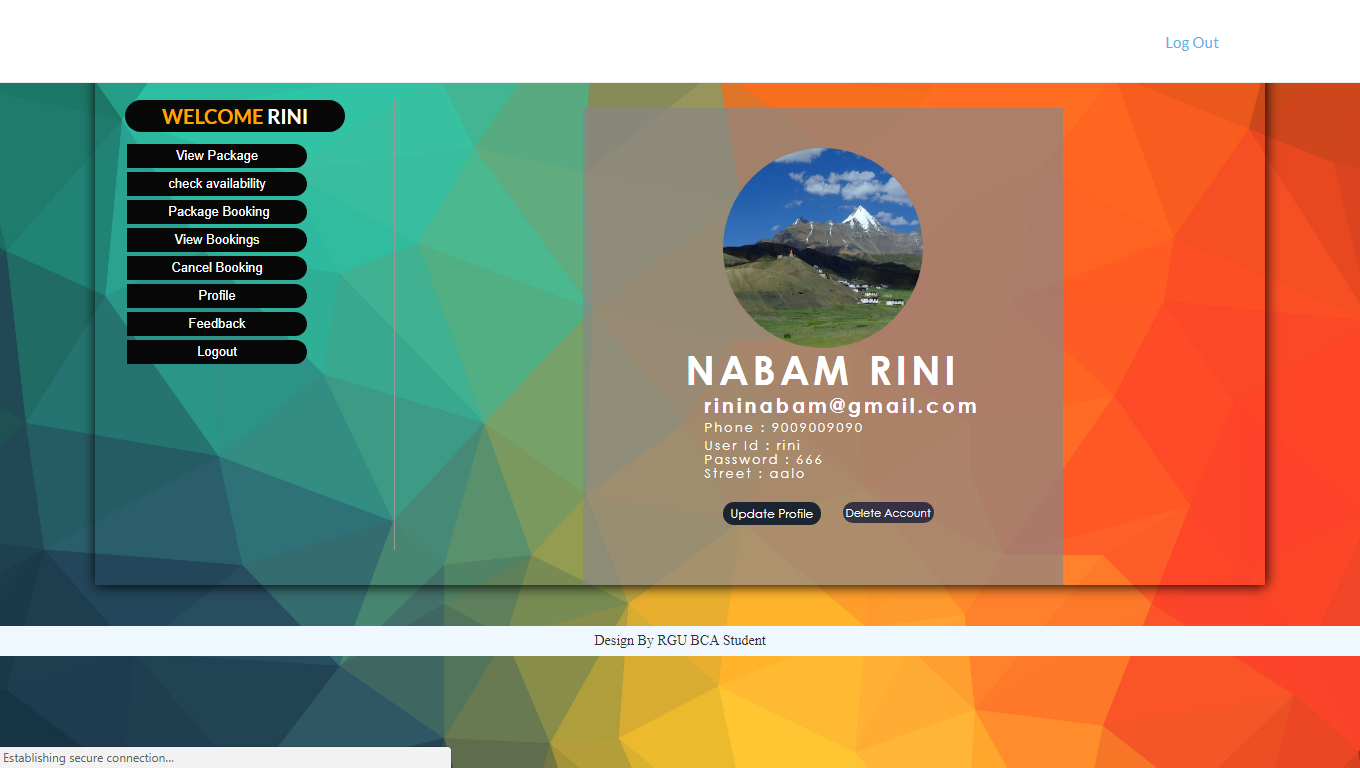 Log Out
WELCOME RINI
View Package
check availability
Package Booking
View Bookings
Cancel Booking
Profile
Feedback
Logout
NABAM RINI
rininabam@gmail.com
Phone : 9009009090
User Id : rini
Password : 666
Street : aalo
Update Profile
Delete Account
Design By RGU BCA Student
Establishing secure connection...